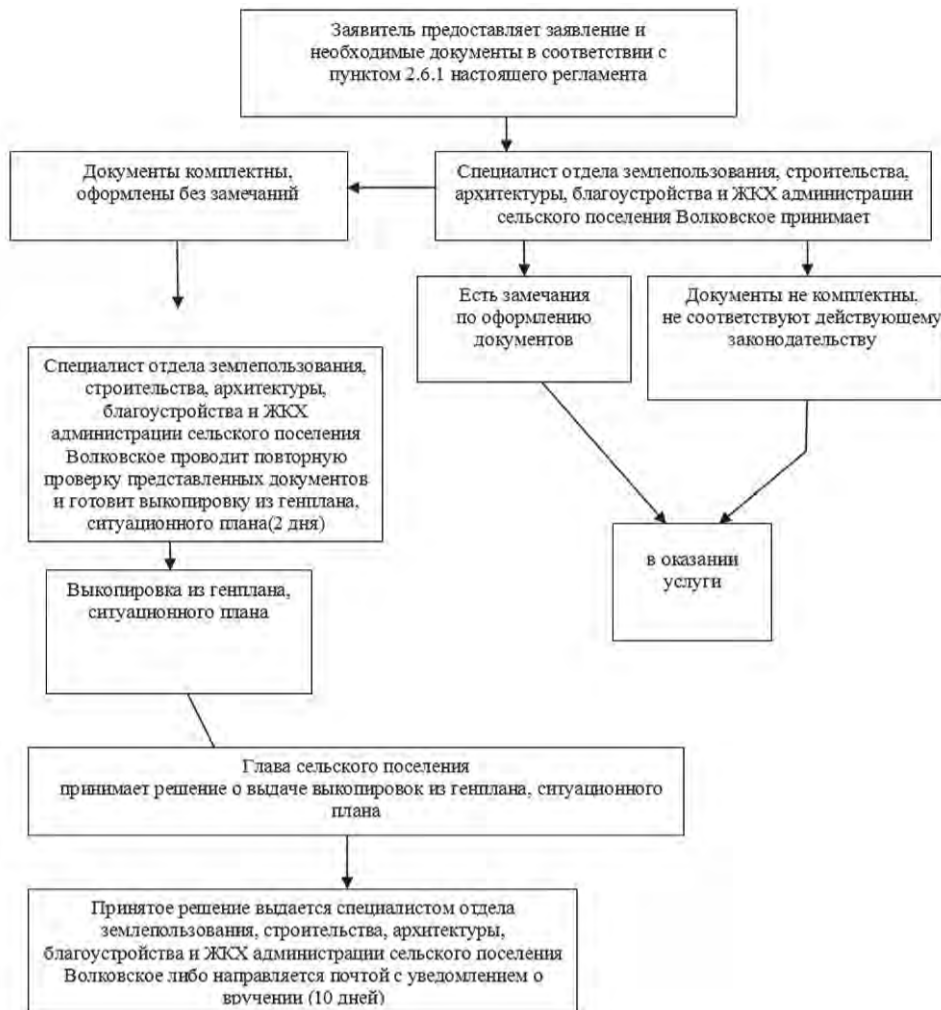 Заявитель предоставляет заявление и
необходимые документы в соответствии с
пунктом 2.6.1 настоящего регламента
Документы комплектны,
оформлены без замечаний
Специалист отдела землепользования, строительства,
архитектуры, благоустройства и ЖКХ администрации
сельского поселения Волковское принимает
Есть замечания
по оформлению
документов
Документы не комплектны,
не соответствуют действующему
законодательству
Специалист отдела землепользования,
строительства, архитектуры,
благоустройства и ЖКХ
администрации сельского поселения
Волковское проводит повторную
проверку представленных документов
и готовит выкопировку из генплана,
ситуационного плана(2 дня)
в оказании
услуги
Выкопировка из генплана,
ситуационного плана
Глава сельского поселения
принимает решение о выдаче выкопировок из генплана, ситуационного
плана
Принятое решение выдается специалистом отдела
землепользования, строительства, архитектуры,
благоустройства и ЖКХ администрации сельского поселения
Волковское либо направляется почтой с уведомлением о
вручении (10 дней)